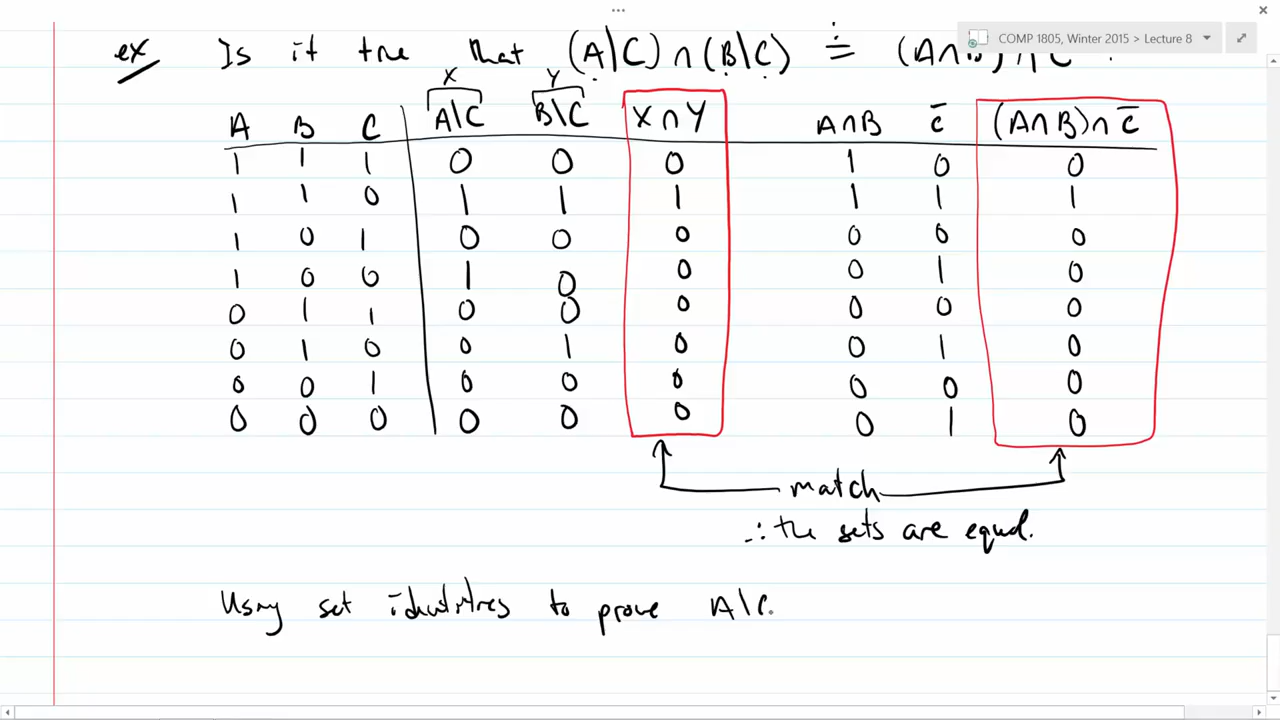 ...
COMP 1805, Winter 2015 > Lecture 8
ex Is it true that (A\C) ∩ (B\C) ≟ (A∩B) ∩ C̄ ?
X Y
A B C A\C B\C X ∩ Y A∩B C̄ (A∩B)∩C̄
1 1 1 0 0 0 1 0 0
1 1 0 1 1 1 1 1 1
1 0 1 0 0 0 0 0 0
1 0 0 1 0 0 0 1 0
0 1 1 0 0 0 0 0 0
0 1 0 0 1 0 0 1 0
0 0 1 0 0 0 0 0 0
0 0 0 0 0 0 0 1 0
match
∴ the sets are equal.
Using set identities to prove A\C